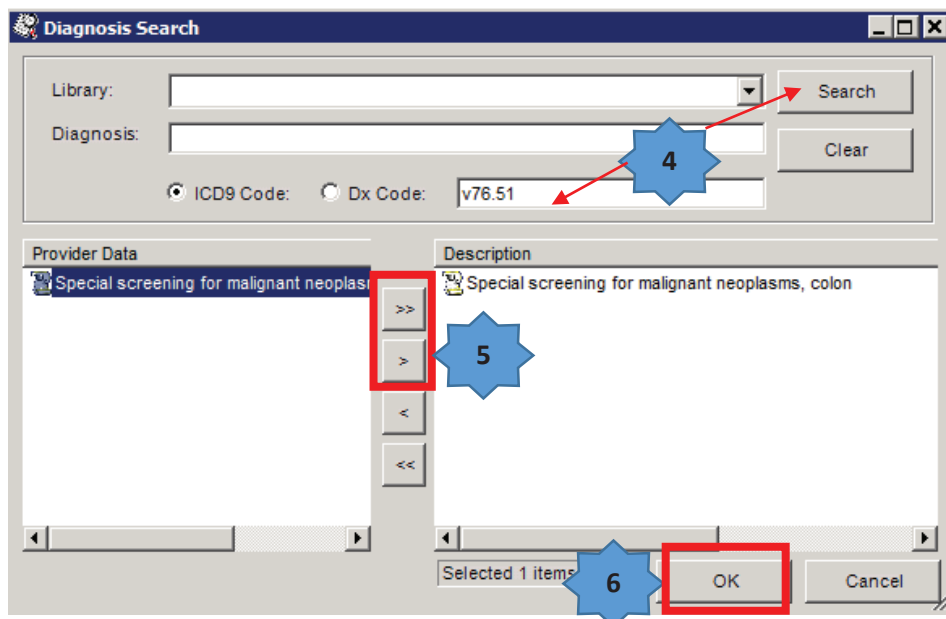 Diagnosis Search
Library:
Search
Diagnosis:
4
Clear
ICD9 Code:
Dx Code:
v76.51
Provider Data
Description
Special screening for malignant neoplasm
Special screening for malignant neoplasms, colon
>>
5
>
<
<<
Selected 1 items
6
OK
Cancel